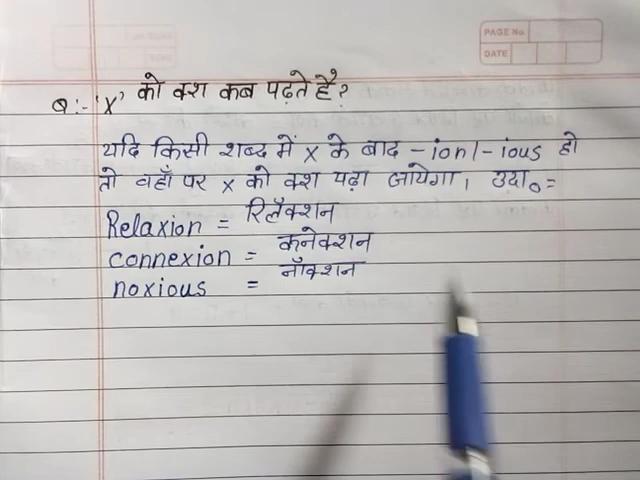 PAGE No.
DATE
Q:- 'X' को क्श कब पढ़ते हैं?
यदि किसी शब्द में X के बाद -ion/-ious हो
तो वहाँ पर X को क्श पढ़ा जायेगा। उदा० =
Relaxion = रिलॅक्शन
connexion = कनेक्शन
noxious = नॉक्शन